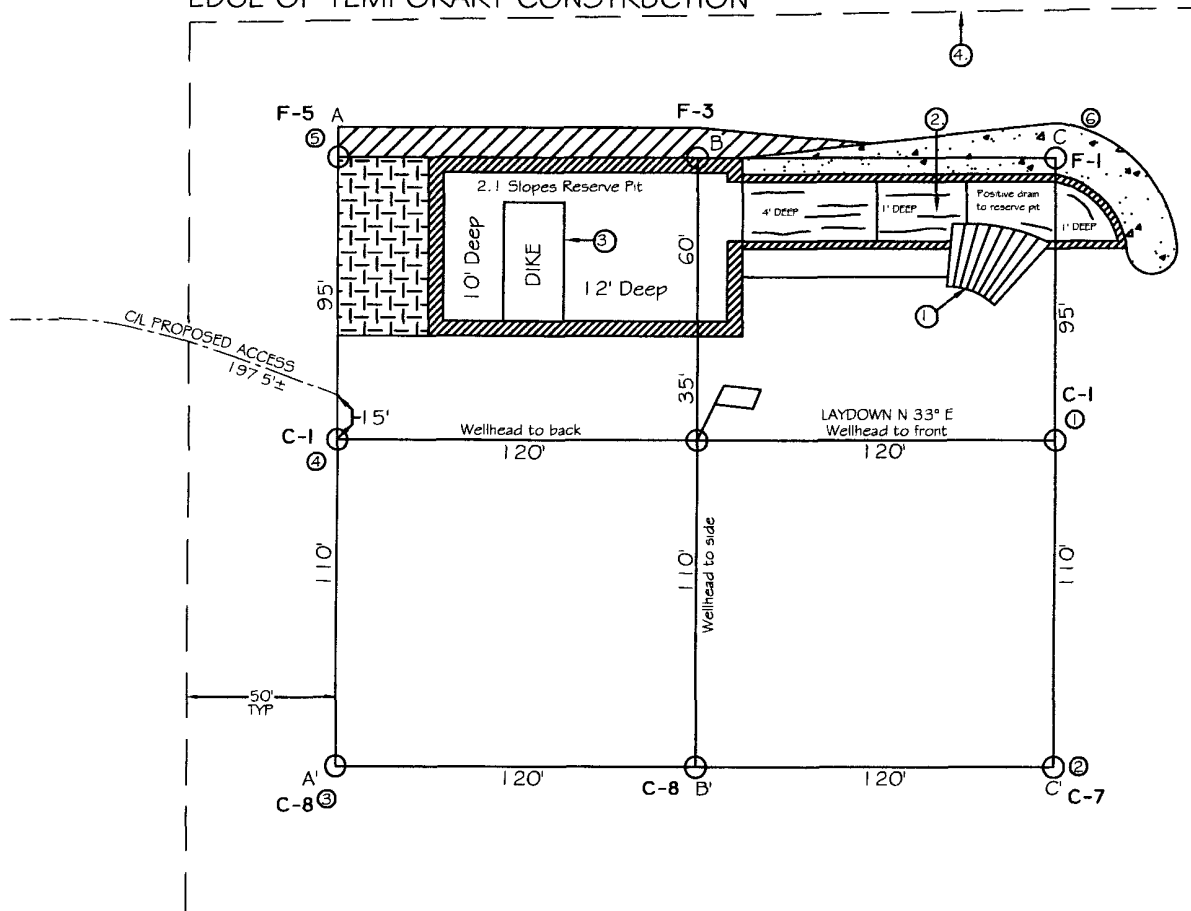 EDGE OF TEMPORARY CONSTRUCTION
4.
F-5
A
F-3
6
5
B
2.
C
F-1
2.1 Slopes Reserve Pit
4' DEEP
1' DEEP
Positive drain
to reserve pit
1' DEEP
10' Deep
DIKE
3
12' Deep
60'
1
95'
95'
C/L PROPOSED ACCESS
197.5'±
15'
35'
C-1
1
C-1
4
Wellhead to back
120'
LAYDOWN N 33° E
Wellhead to front
120'
110'
110'
Wellhead to side
110'
50'
TYP
A'
120'
B'
120'
C'
2
C-8
3
C-8
C-7